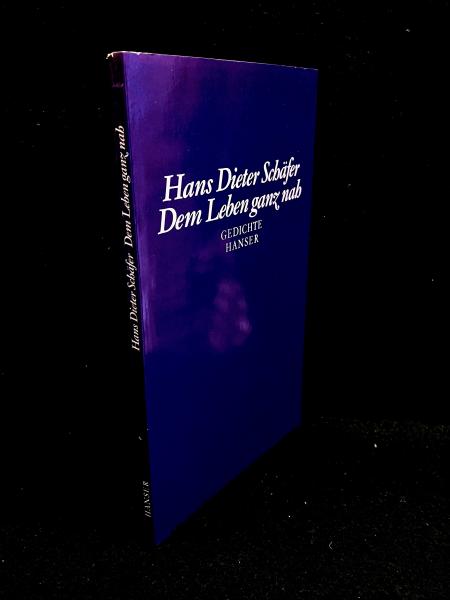 Hans Dieter Schäfer
Dem Leben ganz nah
GEDICHTE
HANSER
Hans Dieter Schäfer Dem Leben ganz nah
HANSER